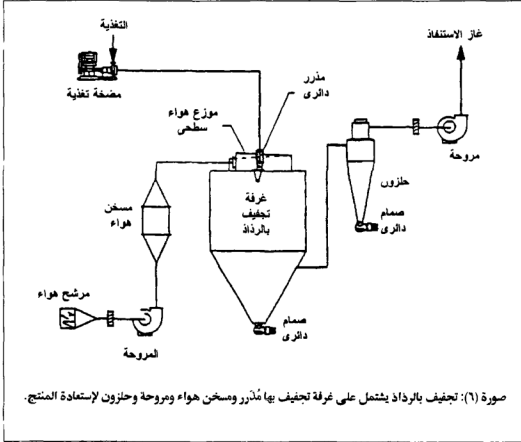 التغذية
غاز الاستنفاذ
مضخة تغذية
مذرر
دائرى
موزع هواء
سطحى
مروحة
غرفة
تجفيف
بالرذاذ
حلزون
مسخن
هواء
صمام
دائرى
مرشح هواء
صمام
دائرى
المروحة
صورة (٦): تجفيف بالرذاذ يشتمل على غرفة تجفيف بها مُذَرر ومسخن هواء ومروحة وحلزون لإستعادة المنتج.